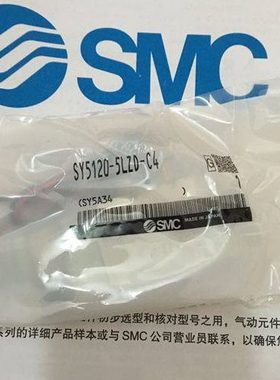 SMC
SY5120-5LZD-C4
(SY5A34
)
SMC
MADE IN JAPAN
初步选型和核对型号之用，气动元件
系列的详细产品样本或与 SMC 公司营业员联系，以确保